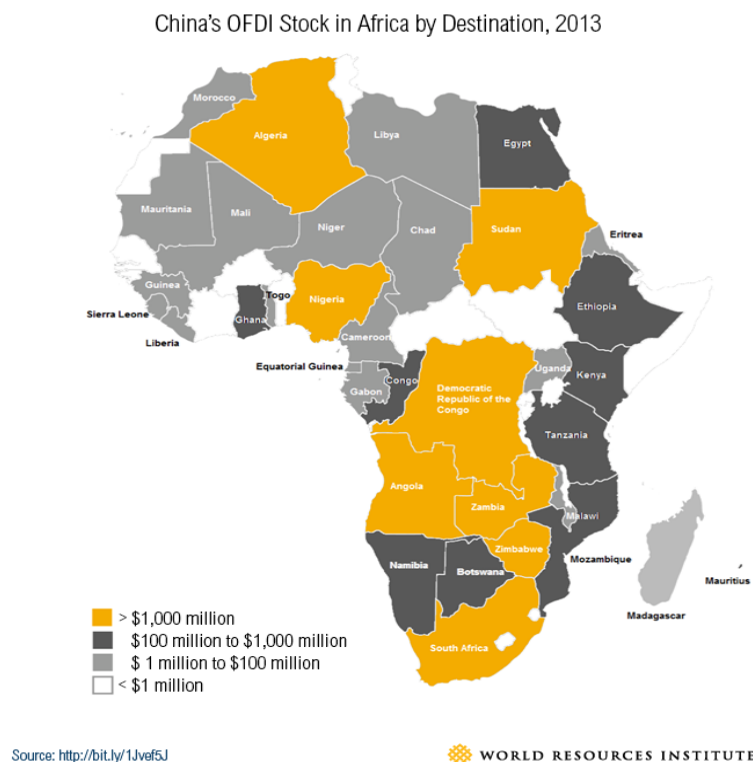 China's OFDI Stock in Africa by Destination, 2013
Morocco
Algeria
Libya
Egypt
Mauritania
Mali
Niger
Chad
Sudan
Eritrea
Guinea
Togo
Nigeria
Ethiopia
Sierra Leone
Ghana
Liberia
Cameroon
Equatorial Guinea
Gabon
Congo
Democratic
Republic of the
Congo
Uganda
Kenya
Tanzania
Angola
Zambia
Malawi
Zimbabwe
Mozambique
Namibia
Botswana
Mauritius
Madagascar
South Africa
> $1,000 million
$100 million to $1,000 million
$ 1 million to $100 million
< $1 million
Source: http://bit.ly/1Jvef5J
WORLD RESOURCES INSTITUTE